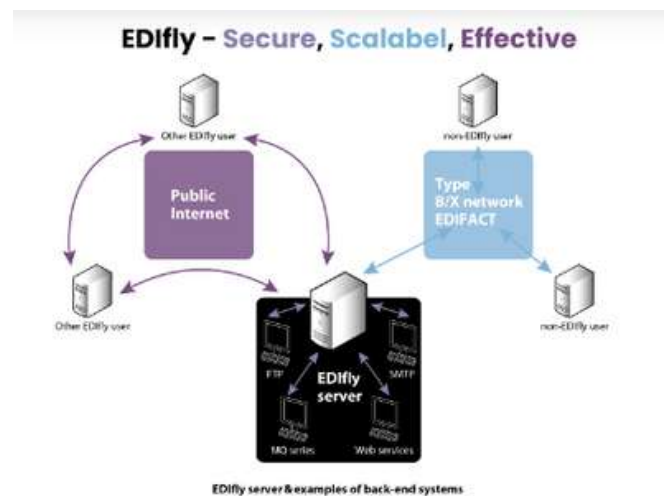 EDIfly – Secure, Scalabel, Effective
Other EDIfly user
non-EDIfly user
Public
Internet
Type
B/X network
EDIFACT
Other EDIfly user
non-EDIfly user
FTP
SMTP
EDIfly
server
MQ series
Web services
EDIfly server & examples of back-end systems